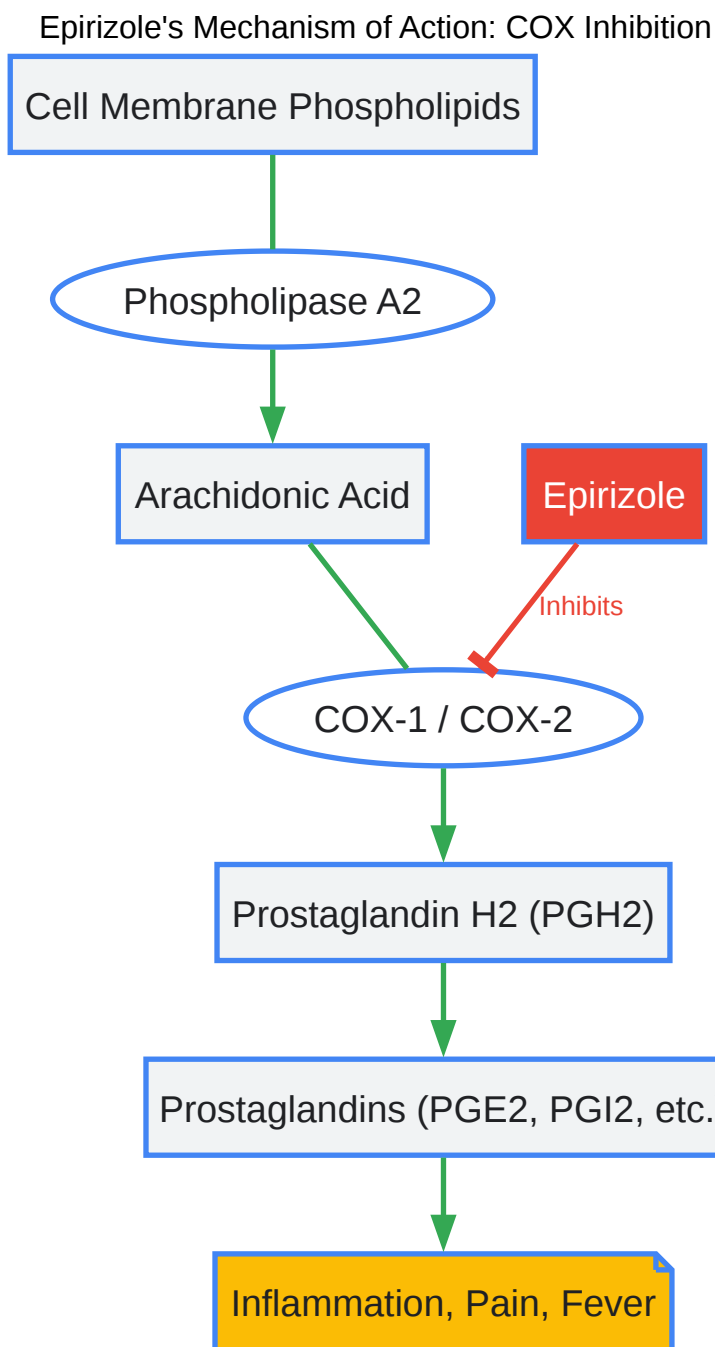 Epirizole's Mechanism of Action: COX Inhibition
Cell Membrane Phospholipids
Phospholipase A2
Arachidonic Acid
Epirizole
Inhibits
COX-1 / COX-2
Prostaglandin H2 (PGH2)
Prostaglandins (PGE2, PGI2, etc.
Inflammation, Pain, Fever